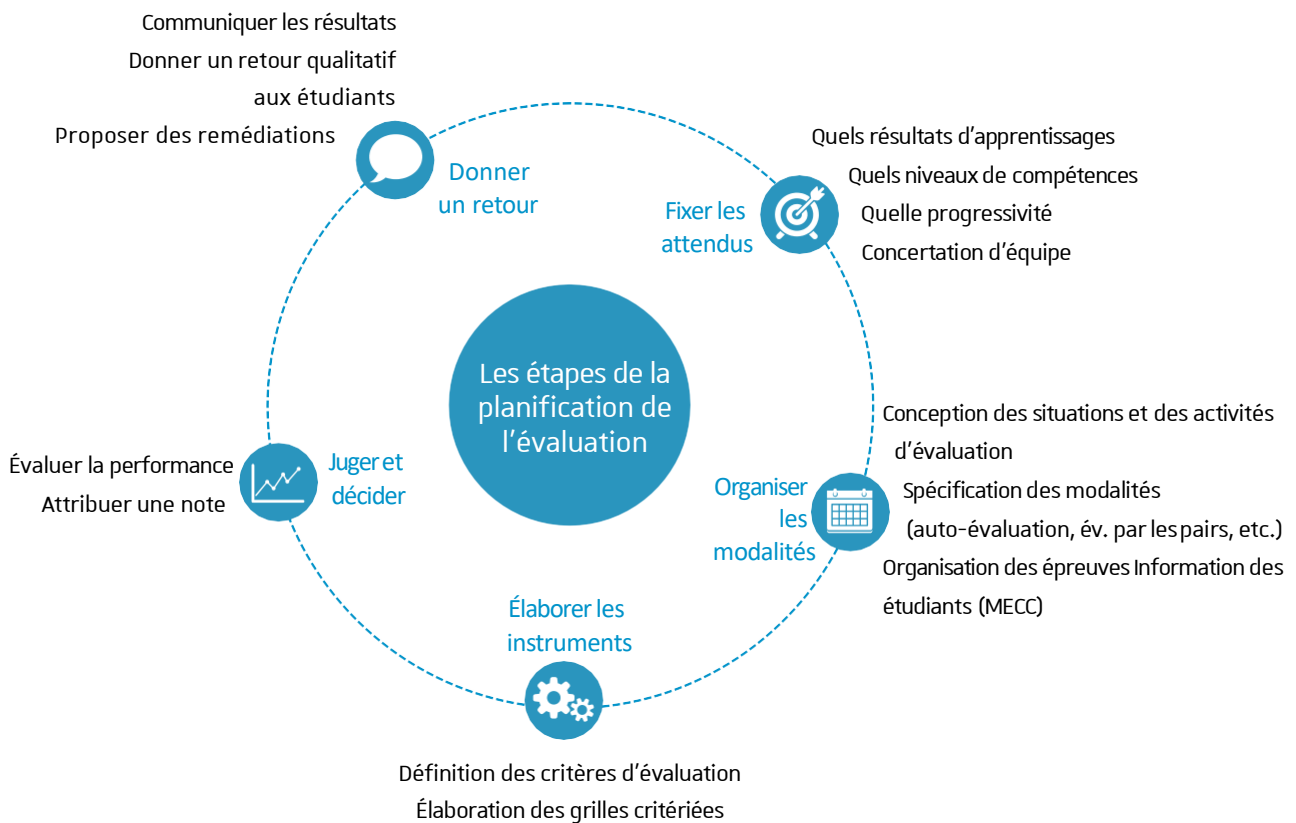 Communiquer les résultats
Donner un retour qualitatif
aux étudiants
Proposer des remédiations
Donner
un retour
Quels résultats d'apprentissages
Quels niveaux de compétences
Quelle progressivité
Concertation d'équipe
Fixer les
attendus
Les étapes de la
planification de
l'évaluation
Conception des situations et des activités
d'évaluation
Spécification des modalités
(auto-évaluation, év. par les pairs, etc.)
Organisation des épreuves Information des
étudiants (MECC)
Organiser
les
modalités
Évaluer la performance
Attribuer une note
Juger et
décider
Élaborer les
instruments
Définition des critères d'évaluation
Élaboration des grilles critériées